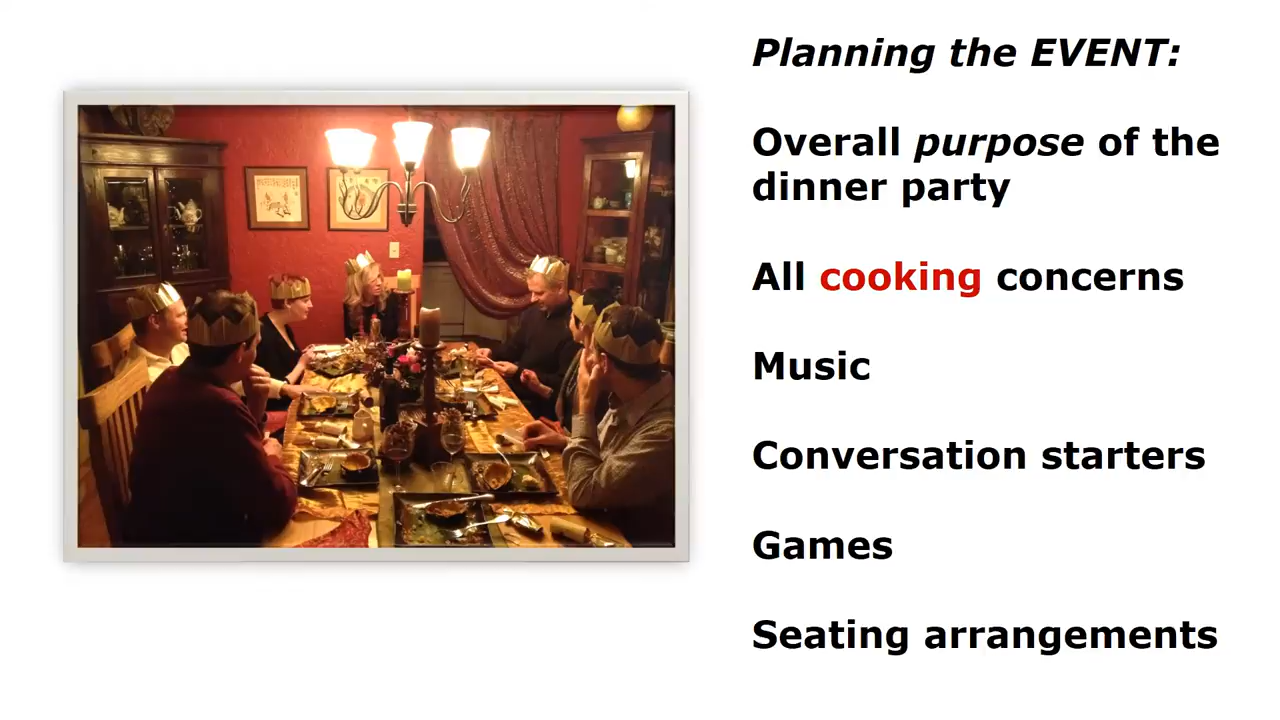 Planning the EVENT:
Overall purpose of the
dinner party
All cooking concerns
Music
Conversation starters
Games
Seating arrangements